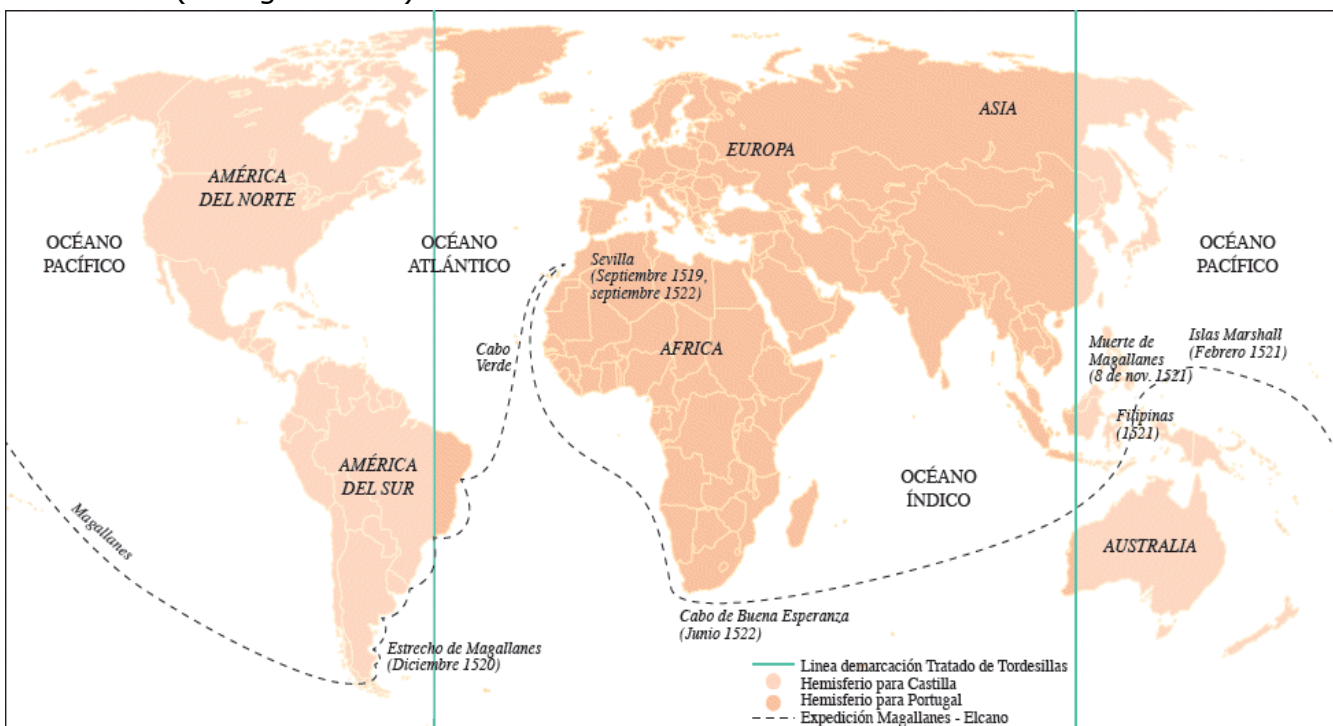 ASIA
EUROPA
AMÉRICA
DEL NORTE
OCÉANO
PACÍFICO
OCÉANO
ATLÁNTICO
OCÉANO
PACÍFICO
Sevilla
(Septiembre 1519,
septiembre 1522)
Cabo
Verde
AFRICA
Muerte de
Magallanes
(8 de nov. 1521)
Islas Marshall
(Febrero 1521)
Filipinas
(1521)
AMÉRICA
DEL SUR
OCÉANO
ÍNDICO
Magallanes
AUSTRALIA
Cabo de Buena Esperanza
(Junio 1522)
Estrecho de Magallanes
(Diciembre 1520)
Linea demarcación Tratado de Tordesillas
Hemisferio para Castilla
Hemisferio para Portugal
Expedición Magallanes - Elcano